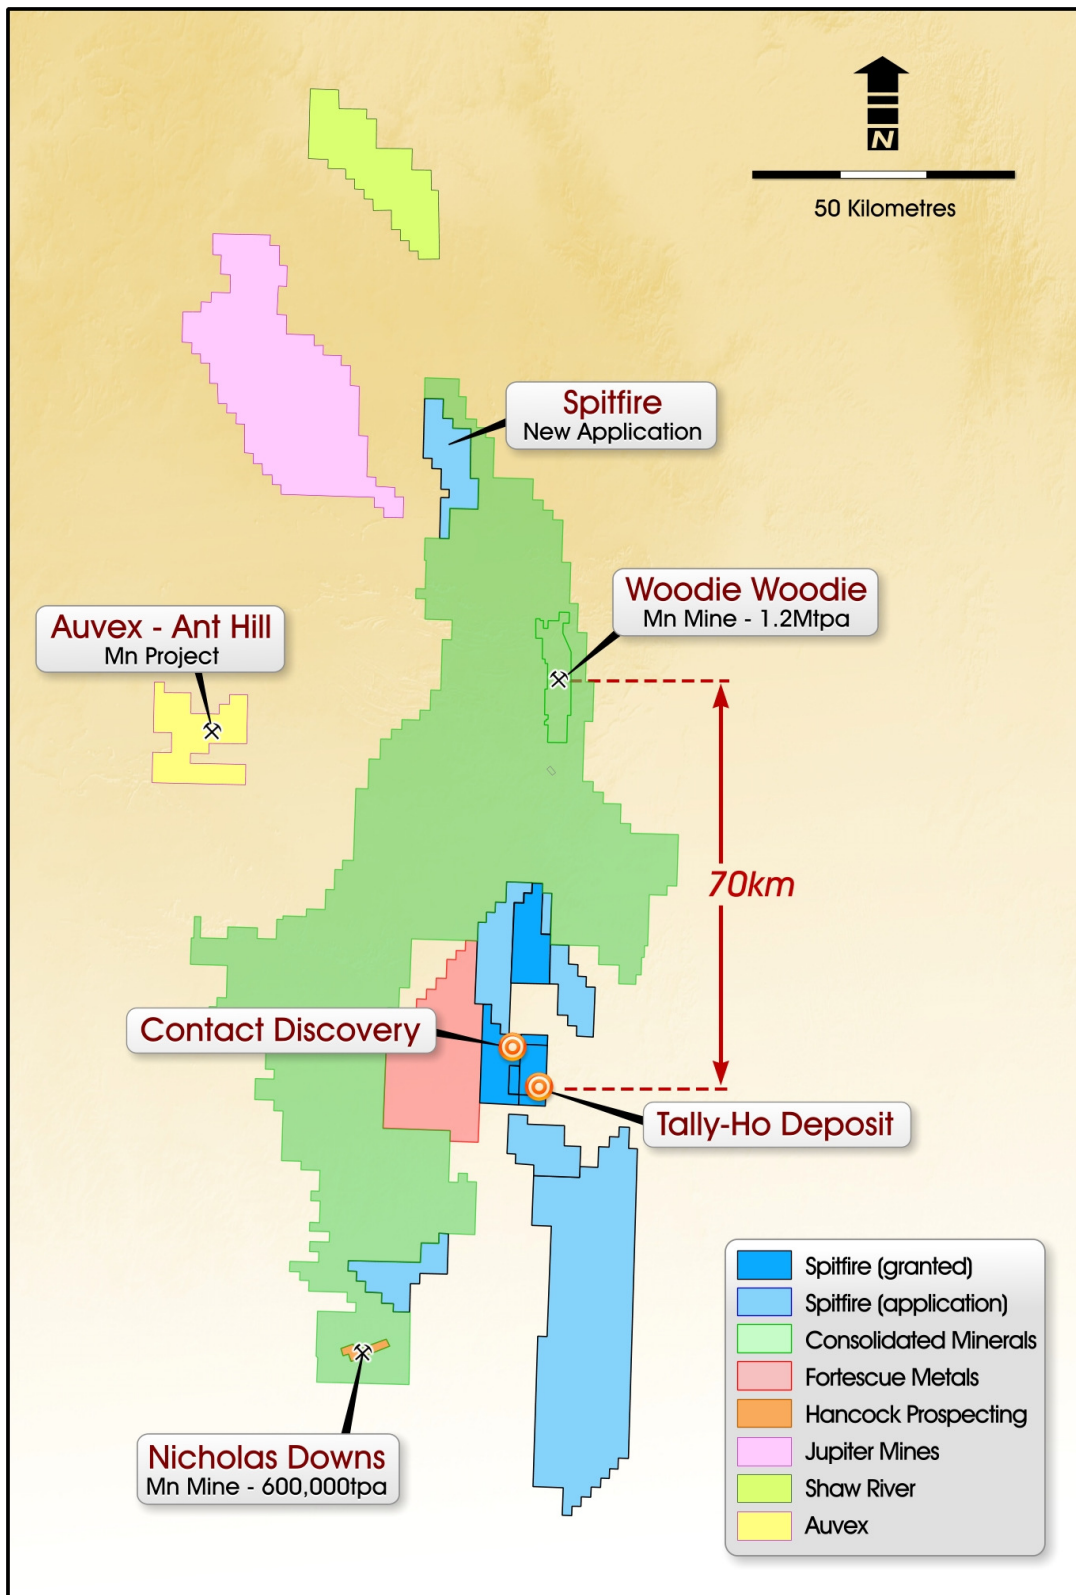 N
50 Kilometres
Spitfire
New Application
Woodie Woodie
Mn Mine - 1.2Mtpa
Auvex - Ant Hill
Mn Project
70km
Contact Discovery
Tally-Ho Deposit
Nicholas Downs
Mn Mine - 600,000tpa
Spitfire (granted)
Spitfire (application)
Consolidated Minerals
Fortescue Metals
Hancock Prospecting
Jupiter Mines
Shaw River
Auvex